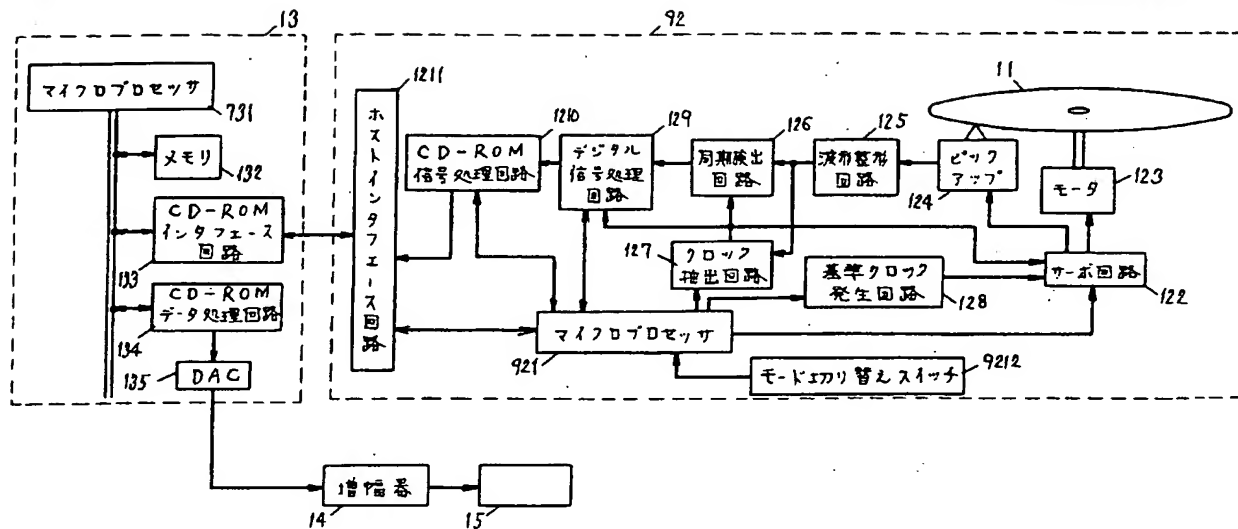 13
92
マイクロプロセッサ
731
メモリ
132
CD-ROM
インタフェース
回路
133
CD-ROM
データ処理回路
134
135
DAC
1211
ホストインタフェース回路
1210
CD-ROM
信号処理回路
129
デジタル
信号処理
回路
126
同期検出
回路
125
波形整形
回路
ピック
アップ
124
11
モータ
123
127
クロック
抽出回路
基準クロック
発生回路
128
サーボ回路
122
マイクロプロセッサ
921
モード切り替えスイッチ
9212
増幅器
14
15